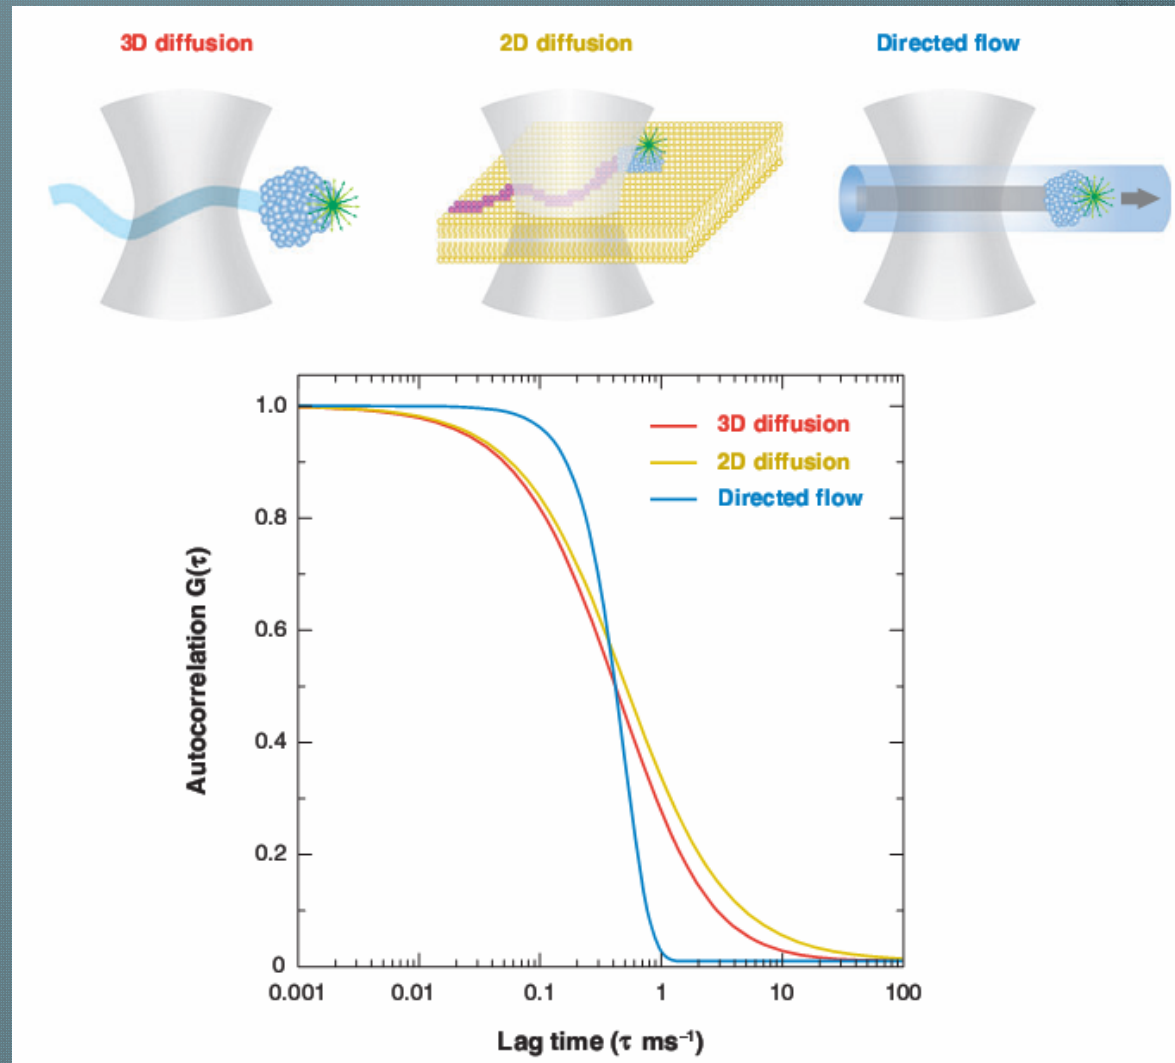 3D diffusion
2D diffusion
Directed flow
1.0
0.8
0.6
0.4
0.2
0
Autocorrelation G(τ)
3D diffusion
2D diffusion
Directed flow
0.001
0.01
0.1
1
10
100
Lag time (τ ms⁻¹)